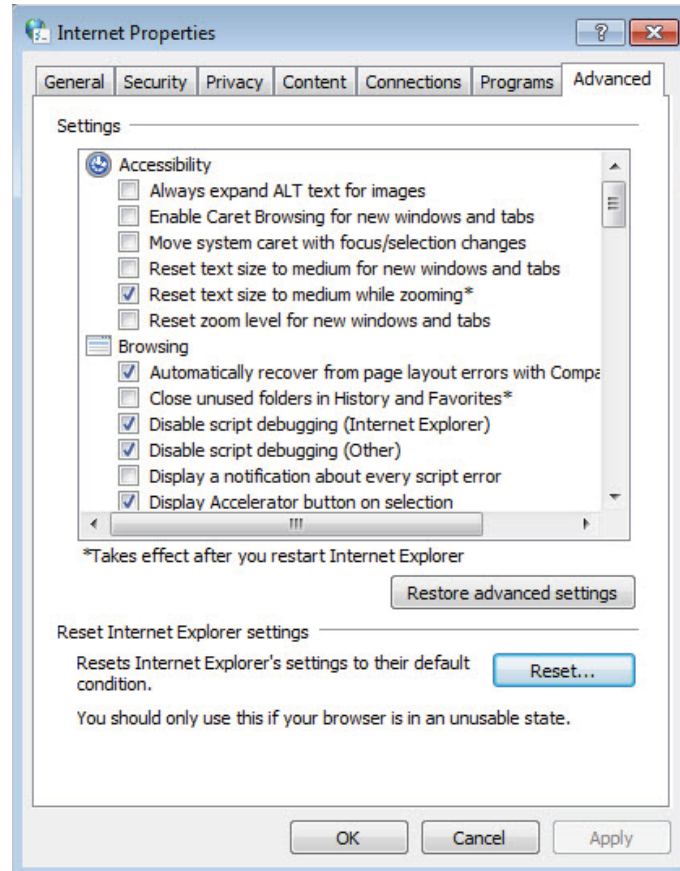 Internet Properties
General Security Privacy Content Connections Programs Advanced
Settings
Accessibility
Always expand ALT text for images
Enable Caret Browsing for new windows and tabs
Move system caret with focus/selection changes
Reset text size to medium for new windows and tabs
Reset text size to medium while zooming*
Reset zoom level for new windows and tabs
Browsing
Automatically recover from page layout errors with Compa
Close unused folders in History and Favorites*
Disable script debugging (Internet Explorer)
Disable script debugging (Other)
Display a notification about every script error
Display Accelerator button on selection
*Takes effect after you restart Internet Explorer
Restore advanced settings
Reset Internet Explorer settings
Resets Internet Explorer's settings to their default
condition.
Reset...
You should only use this if your browser is in an unusable state.
OK Cancel Apply